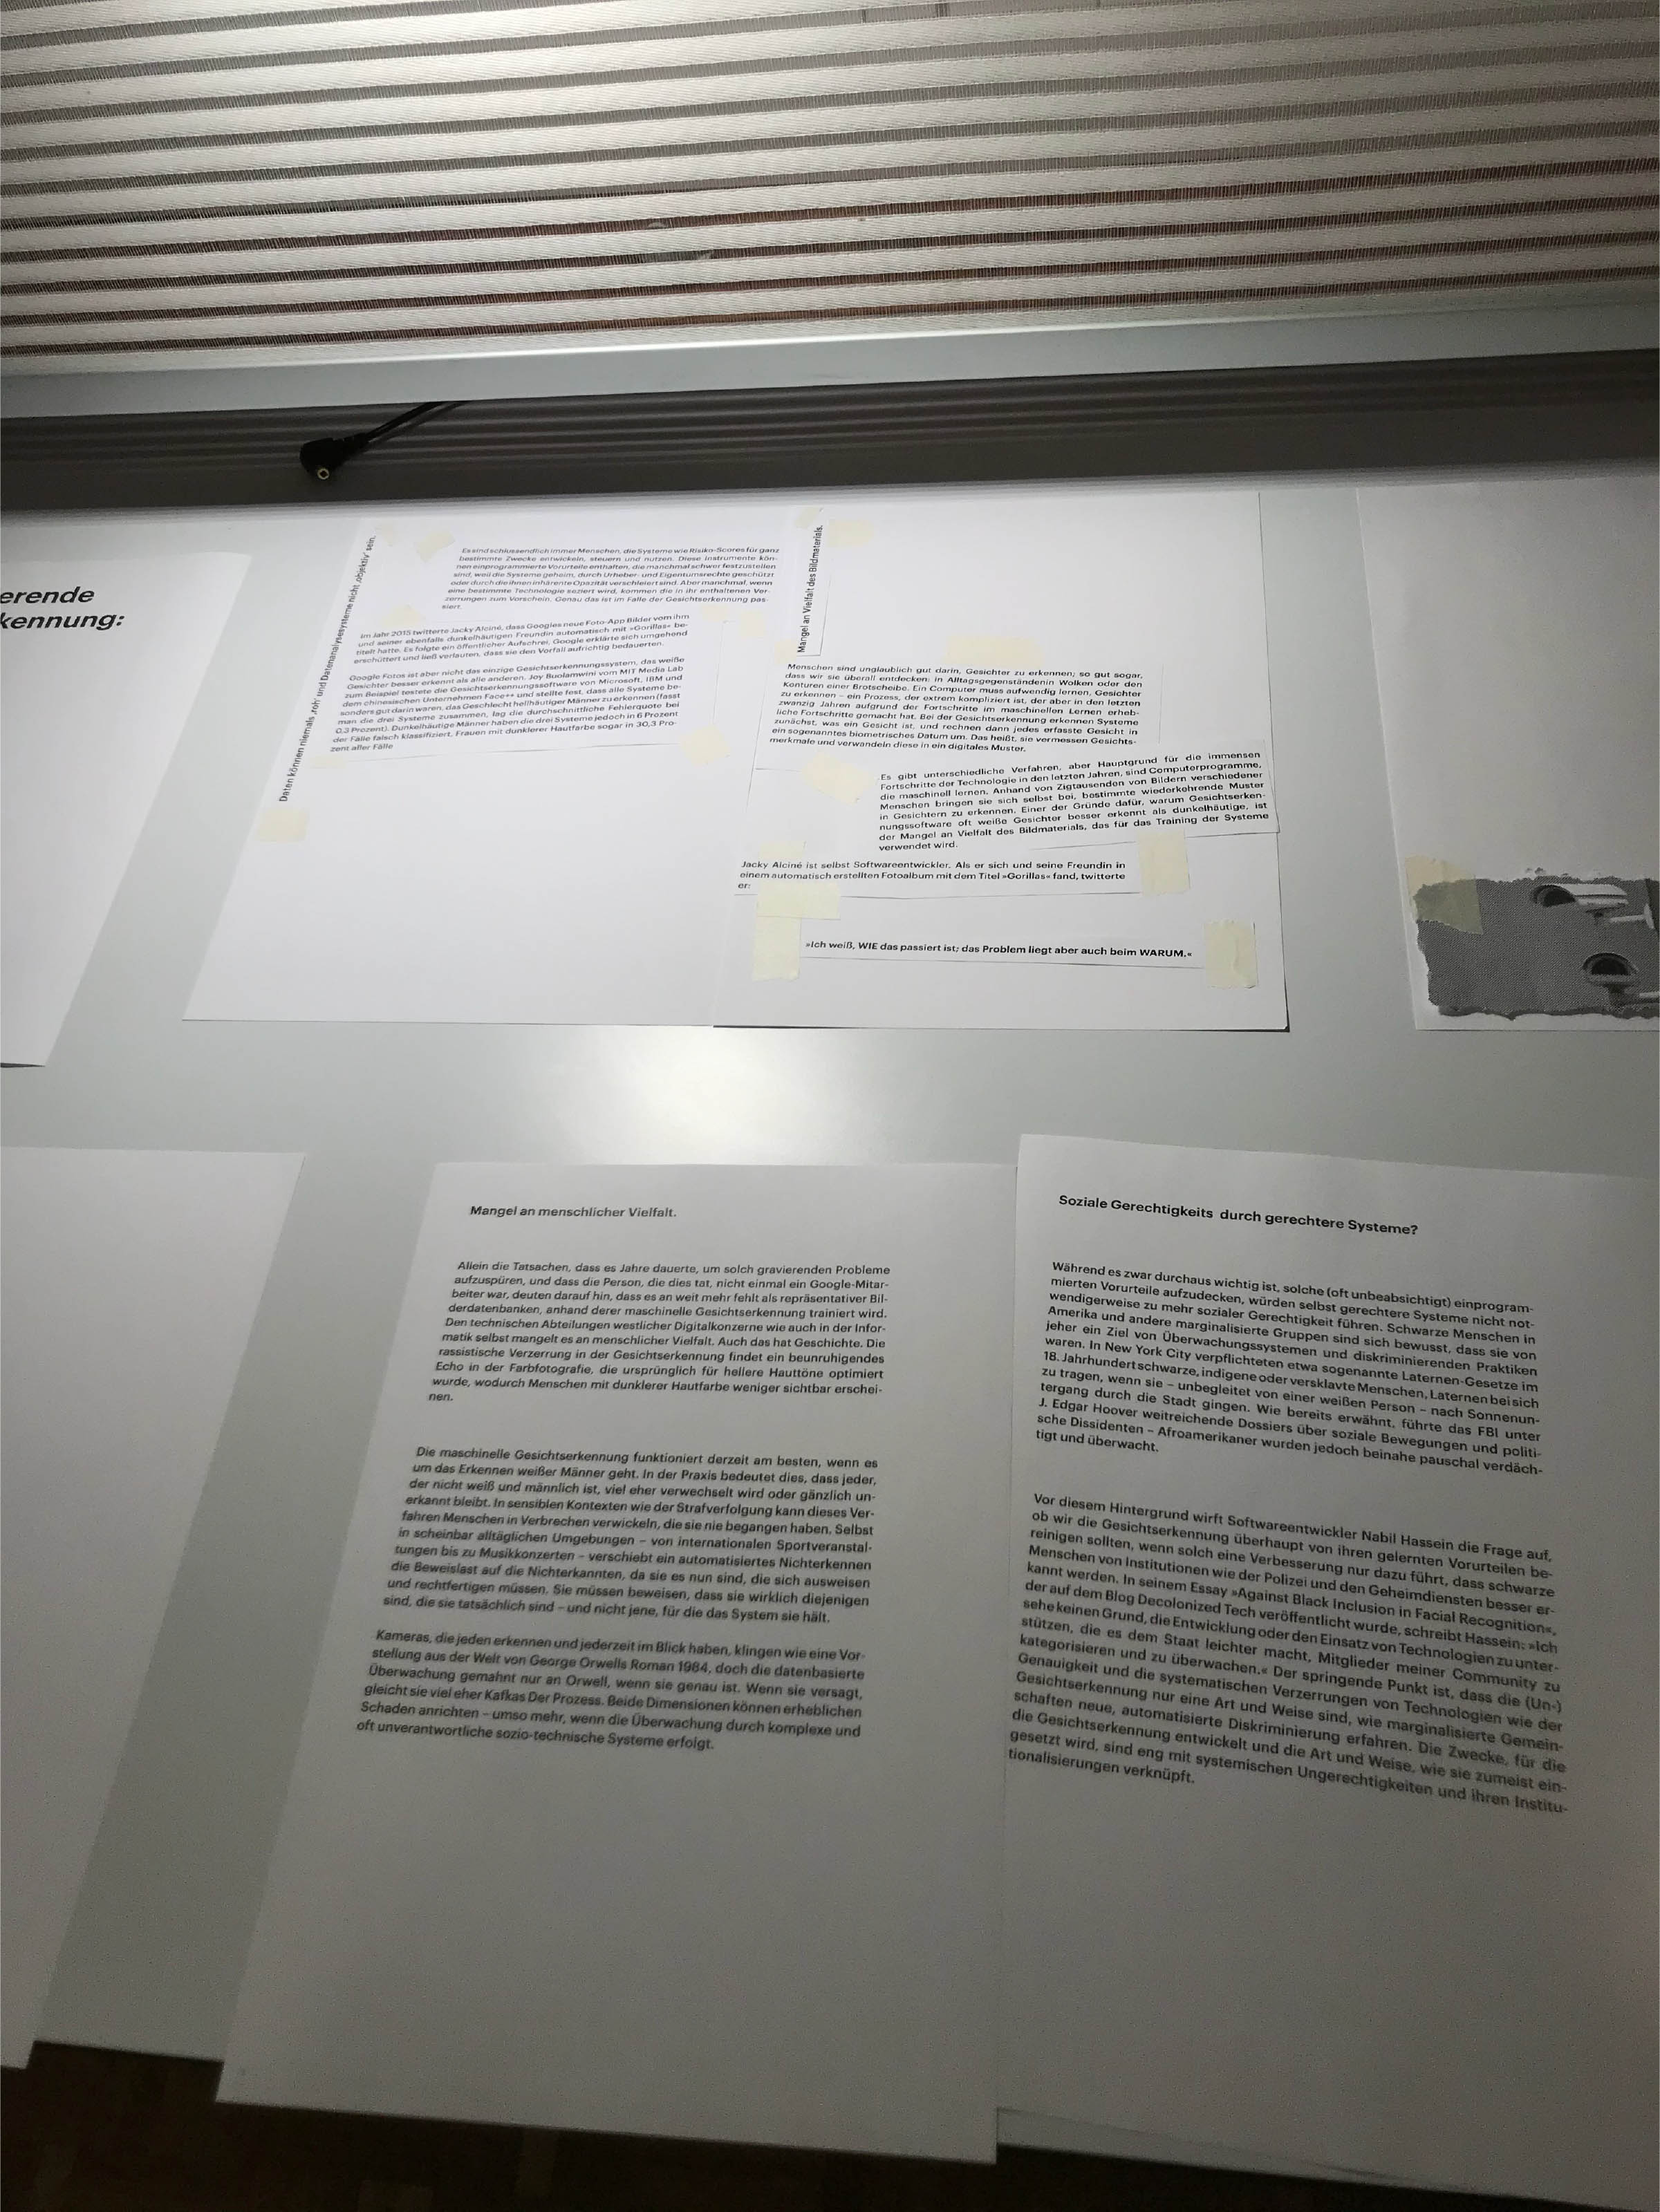 erende
kennung:
Daten können niemals ‚roh‘ und Datenanalysesysteme nicht ‚objektiv‘ sein.
Es sind schlussendlich immer Menschen, die Systeme wie Risiko-Scores für ganz
bestimmte Zwecke entwickeln, steuern und nutzen. Diese Instrumente kön-
nen einprogrammierte Vorurteile enthalten, die manchmal schwer festzustellen
sind, weil die Systeme geheim, durch Urheber- und Eigentumsrechte geschützt
oder durch die ihnen inhärente Opazität verschleiert sind. Aber manchmal, wenn
eine bestimmte Technologie seziert wird, kommen die in ihr enthaltenen Ver-
zerrungen zum Vorschein. Genau das ist im Falle der Gesichtserkennung pas-
siert.
Im Jahr 2015 twitterte Jacky Alciné, dass Googles neue Foto-App Bilder vom ihm
und seiner ebenfalls dunkelhäutigen Freundin automatisch mit »Gorillas« be-
titelt hatte. Es folgte ein öffentlicher Aufschrei, Google erklärte sich umgehend
erschüttert und ließ verlauten, dass sie den Vorfall aufrichtig bedauerten.
Google Fotos ist aber nicht das einzige Gesichtserkennungssystem, das weiße
Gesichter besser erkennt als alle anderen. Joy Buolamwini vom MIT Media Lab
zum Beispiel testete die Gesichtserkennungssoftware von Microsoft, IBM und
dem chinesischen Unternehmen Face++ und stellte fest, dass alle Systeme be-
sonders gut darin waren, das Geschlecht hellhäutiger Männer zu erkennen (fasst
man die drei Systeme zusammen, lag die durchschnittliche Fehlerquote bei
0,3 Prozent). Dunkelhäutige Männer haben die drei Systeme jedoch in 6 Prozent
der Fälle falsch klassifiziert, Frauen mit dunklerer Hautfarbe sogar in 30,3 Pro-
zent aller Fälle
Mangel an Vielfalt des Bildmaterials.
Menschen sind unglaublich gut darin, Gesichter zu erkennen; so gut sogar,
dass wir sie überall entdecken: in Alltagsgegenständenin Wolken oder den
Konturen einer Brotscheibe. Ein Computer muss aufwendig lernen, Gesichter
zu erkennen – ein Prozess, der extrem kompliziert ist, der aber in den letzten
zwanzig Jahren aufgrund der Fortschritte im maschinellen Lernen erheb-
liche Fortschritte gemacht hat. Bei der Gesichtserkennung erkennen Systeme
zunächst, was ein Gesicht ist, und rechnen dann jedes erfasste Gesicht in
ein sogenanntes biometrisches Datum um. Das heißt, sie vermessen Gesichts-
merkmale und verwandeln diese in ein digitales Muster.
Es gibt unterschiedliche Verfahren, aber Hauptgrund für die immensen
Fortschritte der Technologie in den letzten Jahren, sind Computerprogramme,
die maschinell lernen. Anhand von Zigtausenden von Bildern verschiedener
Menschen bringen sie sich selbst bei, bestimmte wiederkehrende Muster
in Gesichtern zu erkennen. Einer der Gründe dafür, warum Gesichtserken-
nungssoftware oft weiße Gesichter besser erkennt als dunkelhäutige, ist
der Mangel an Vielfalt des Bildmaterials, das für das Training der Systeme
verwendet wird.
Jacky Alciné ist selbst Softwareentwickler. Als er sich und seine Freundin in
einem automatisch erstellten Fotoalbum mit dem Titel »Gorillas« fand, twitterte
er:
»Ich weiß, WIE das passiert ist; das Problem liegt aber auch beim WARUM.«
Mangel an menschlicher Vielfalt.
Allein die Tatsachen, dass es Jahre dauerte, um solch gravierenden Probleme
aufzuspüren, und dass die Person, die dies tat, nicht einmal ein Google-Mitar-
beiter war, deuten darauf hin, dass es an weit mehr fehlt als repräsentativer Bil-
derdatenbanken, anhand derer maschinelle Gesichtserkennung trainiert wird.
Den technischen Abteilungen westlicher Digitalkonzerne wie auch in der Infor-
matik selbst mangelt es an menschlicher Vielfalt. Auch das hat Geschichte. Die
rassistische Verzerrung in der Gesichtserkennung findet ein beunruhigendes
Echo in der Farbfotografie, die ursprünglich für hellere Hauttöne optimiert
wurde, wodurch Menschen mit dunklerer Hautfarbe weniger sichtbar erschei-
nen.
Die maschinelle Gesichtserkennung funktioniert derzeit am besten, wenn es
um das Erkennen weißer Männer geht. In der Praxis bedeutet dies, dass jeder,
der nicht weiß und männlich ist, viel eher verwechselt wird oder gänzlich un-
erkannt bleibt. In sensiblen Kontexten wie der Strafverfolgung kann dieses Ver-
fahren Menschen in Verbrechen verwickeln, die sie nie begangen haben. Selbst
in scheinbar alltäglichen Umgebungen – von internationalen Sportveranstal-
tungen bis zu Musikkonzerten – verschiebt ein automatisiertes Nichterkennen
die Beweislast auf die Nichterkannten, da sie es nun sind, die sich ausweisen
und rechtfertigen müssen. Sie müssen beweisen, dass sie wirklich diejenigen
sind, die sie tatsächlich sind – und nicht jene, für die das System sie hält.
Kameras, die jeden erkennen und jederzeit im Blick haben, klingen wie eine Vor-
stellung aus der Welt von George Orwells Roman 1984, doch die datenbasierte
Überwachung gemahnt nur an Orwell, wenn sie genau ist. Wenn sie versagt,
gleicht sie viel eher Kafkas Der Prozess. Beide Dimensionen können erheblichen
Schaden anrichten – umso mehr, wenn die Überwachung durch komplexe und
oft unverantwortliche sozio-technische Systeme erfolgt.
Soziale Gerechtigkeits durch gerechtere Systeme?
Während es zwar durchaus wichtig ist, solche (oft unbeabsichtigt) einprogram-
mierten Vorurteile aufzudecken, würden selbst gerechtere Systeme nicht not-
wendigerweise zu mehr sozialer Gerechtigkeit führen. Schwarze Menschen in
Amerika und andere marginalisierte Gruppen sind sich bewusst, dass sie von
jeher ein Ziel von Überwachungssystemen und diskriminierenden Praktiken
waren. In New York City verpflichteten etwa sogenannte Laternen-Gesetze im
18. Jahrhundert schwarze, indigene oder versklavte Menschen, Laternen bei sich
zu tragen, wenn sie – unbegleitet von einer weißen Person – nach Sonnenun-
tergang durch die Stadt gingen. Wie bereits erwähnt, führte das FBI unter
J. Edgar Hoover weitreichende Dossiers über soziale Bewegungen und politi-
sche Dissidenten – Afroamerikaner wurden jedoch beinahe pauschal verdäch-
tigt und überwacht.
Vor diesem Hintergrund wirft Softwareentwickler Nabil Hassein die Frage auf,
ob wir die Gesichtserkennung überhaupt von ihren gelernten Vorurteilen be-
reinigen sollten, wenn solch eine Verbesserung nur dazu führt, dass schwarze
Menschen von Institutionen wie der Polizei und den Geheimdiensten besser er-
kannt werden. In seinem Essay »Against Black Inclusion in Facial Recognition«,
der auf dem Blog Decolonized Tech veröffentlicht wurde, schreibt Hassein: »Ich
sehe keinen Grund, die Entwicklung oder den Einsatz von Technologien zu unter-
stützen, die es dem Staat leichter macht, Mitglieder meiner Community zu
kategorisieren und zu überwachen.« Der springende Punkt ist, dass die (Un-)
Genauigkeit und die systematischen Verzerrungen von Technologien wie der
Gesichtserkennung nur eine Art und Weise sind, wie marginalisierte Gemein-
schaften neue, automatisierte Diskriminierung erfahren. Die Zwecke, für die
die Gesichtserkennung entwickelt und die Art und Weise, wie sie zumeist ein-
gesetzt wird, sind eng mit systemischen Ungerechtigkeiten und ihren Institu-
tionalisierungen verknüpft.